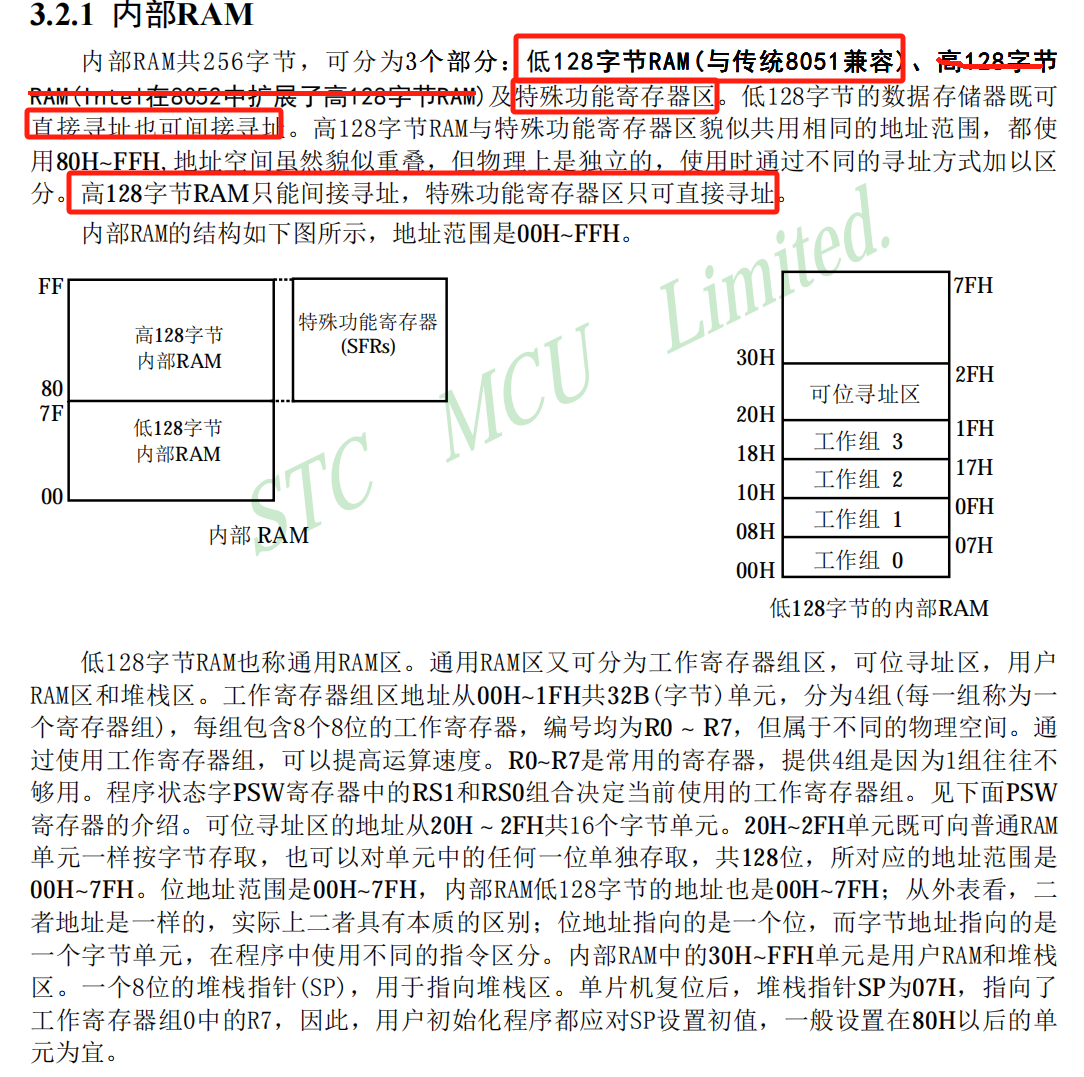 3.2.1 内部RAM
内部RAM共256字节，可分为3个部分：低128字节RAM(与传统8051兼容)、高128字节
RAM(Intel在8052中扩展了高128字节RAM)及特殊功能寄存器区。低128字节的数据存储器既可
直接寻址也可间接寻址。高128字节RAM与特殊功能寄存器区貌似共用相同的地址范围，都使
用80H~FFH,地址空间虽然貌似重叠，但物理上是独立的，使用时通过不同的寻址方式加以区
分。高128字节RAM只能间接寻址，特殊功能寄存器区只可直接寻址。
内部RAM的结构如下图所示，地址范围是00H~FFH。
FF
高128字节
内部RAM
特殊功能寄存器
(SFRs)
80
7F
低128字节
内部RAM
00
内部 RAM
7FH
30H
2FH
可位寻址区
20H
1FH
工作组 3
18H
17H
工作组 2
10H
0FH
工作组 1
08H
07H
工作组 0
00H
低128字节的内部RAM
STC MCU Limited.
低128字节RAM也称通用RAM区。通用RAM区又可分为工作寄存器组区，可位寻址区，用户
RAM区和堆栈区。工作寄存器组区地址从00H~1FH共32B(字节)单元，分为4组(每一组称为一
个寄存器组)，每组包含8个8位的工作寄存器，编号均为R0 ~ R7，但属于不同的物理空间。通
过使用工作寄存器组，可以提高运算速度。R0~R7是常用的寄存器，提供4组是因为1组往往不
够用。程序状态字PSW寄存器中的RS1和RS0组合决定当前使用的工作寄存器组。见下面PSW
寄存器的介绍。可位寻址区的地址从20H ~ 2FH共16个字节单元。20H~2FH单元既可向普通RAM
单元一样按字节存取，也可以对单元中的任何一位单独存取，共128位，所对应的地址范围是
00H~7FH。位地址范围是00H~7FH，内部RAM低128字节的地址也是00H~7FH；从外表看，二
者地址是一样的，实际上二者具有本质的区别；位地址指向的是一个位，而字节地址指向的是
一个字节单元，在程序中使用不同的指令区分。内部RAM中的30H~FFH单元是用户RAM和堆栈
区。一个8位的堆栈指针(SP)，用于指向堆栈区。单片机复位后，堆栈指针SP为07H，指向了
工作寄存器组0中的R7，因此，用户初始化程序都应对SP设置初值，一般设置在80H以后的单
元为宜。